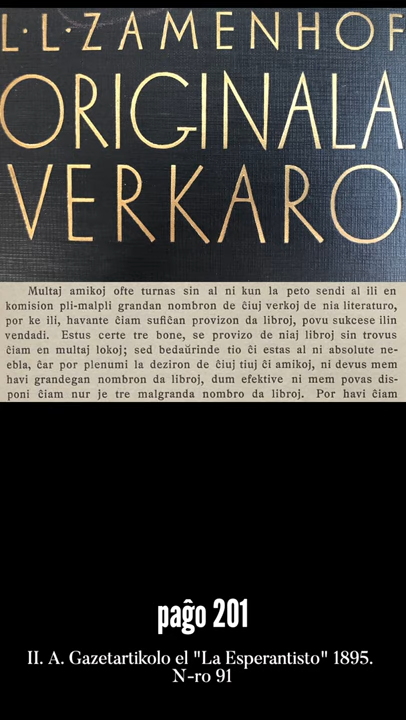 L·L·ZAMENHOF
ORIGINALA
VERKARO
Multaj amikoj ofte turnas sin al ni kun la peto sendi al ili en
komision pli-malpli grandan nombron de ĉiuj verkoj de nia literaturo,
por ke ili, havante ĉiam sufiĉan provizon da libroj, povu sukcese ilin
vendadi. Estus certe tre bone, se provizo de niaj libroj sin trovus
ĉiam en multaj lokoj; sed bedaŭrinde tio ĉi estas al ni absolute ne-
ebla, ĉar por plenumi la deziron de ĉiuj tiuj ĉi amikoj, ni devus mem
havi grandegan nombron da libroj, dum efektive ni mem povas dis-
poni ĉiam nur je tre malgranda nombro da libroj. Por havi ĉiam
paĝo 201
II. A. Gazetartikolo el "La Esperantisto" 1895.
N-ro 91